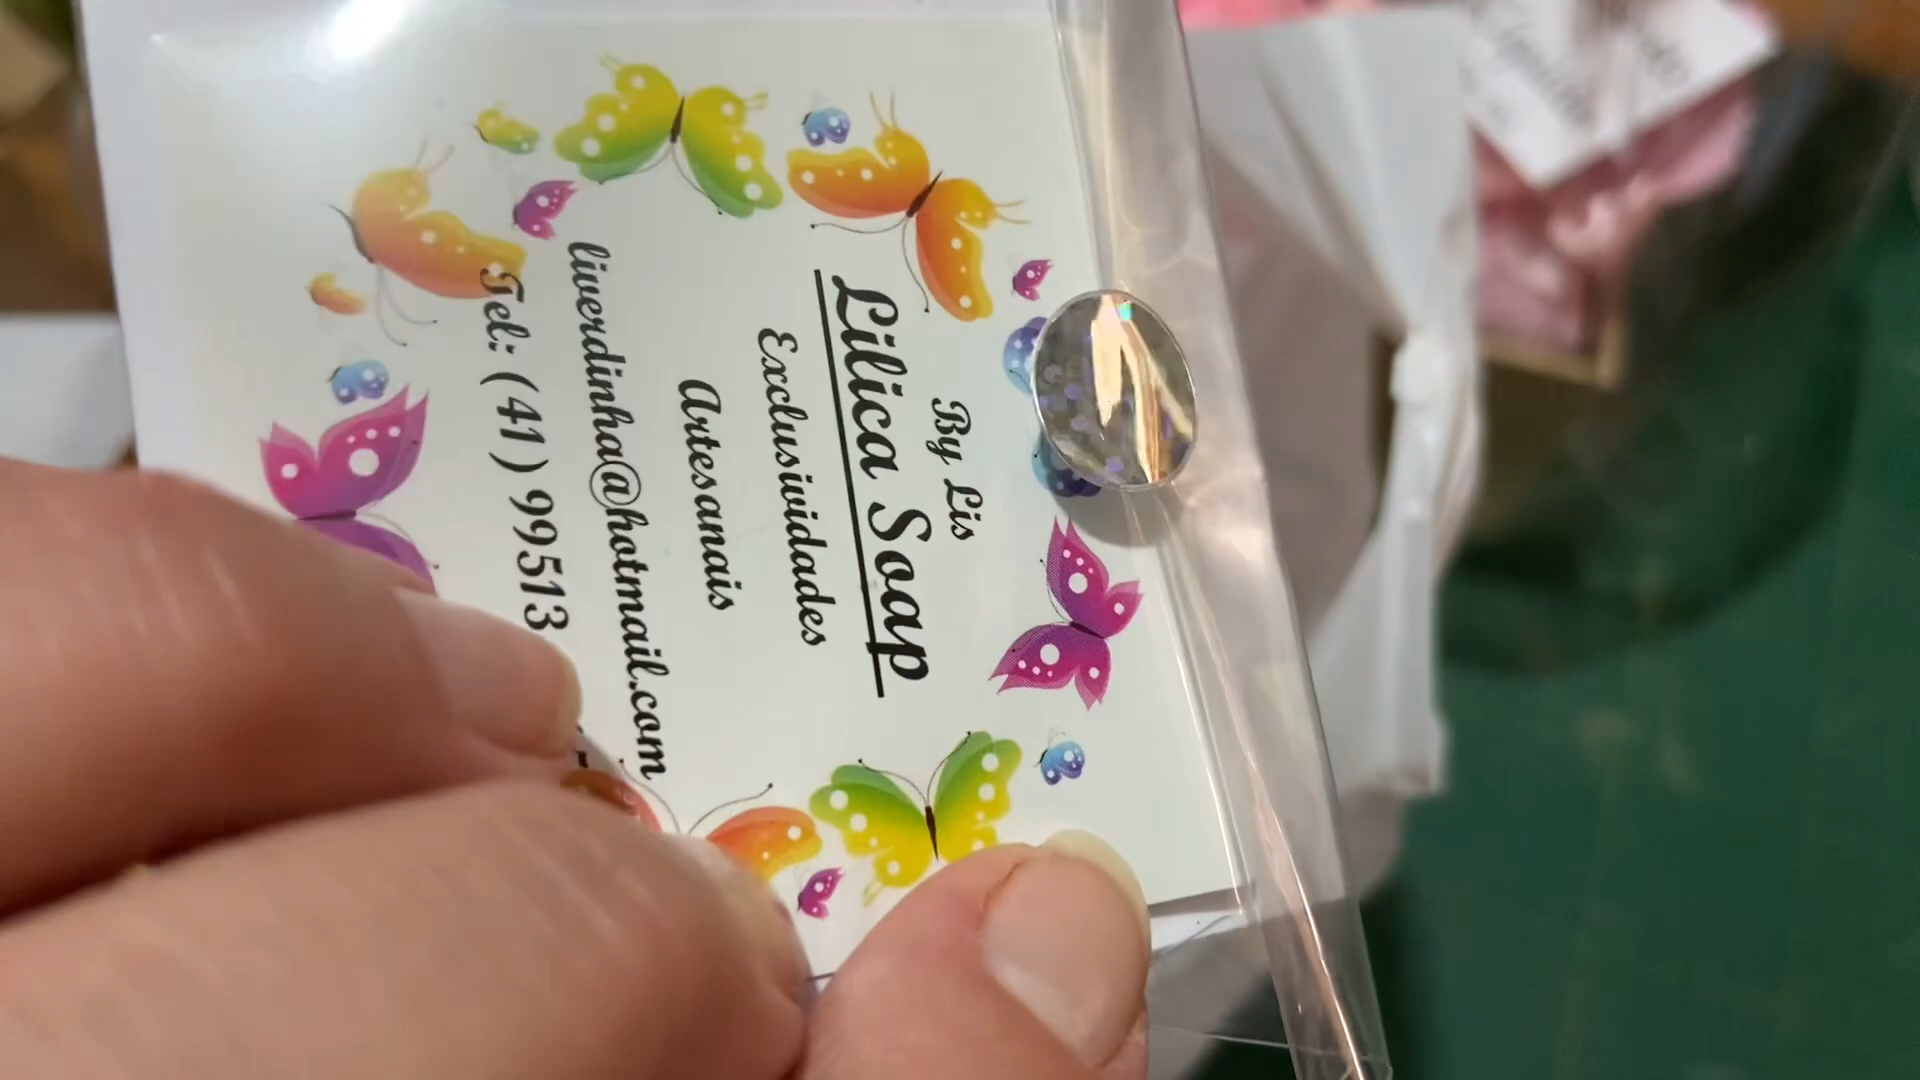 By Lis
Lilica Soap
Exclusividades
Artesanais
liverdinha@hotmail.com
Tel: (41) 99513